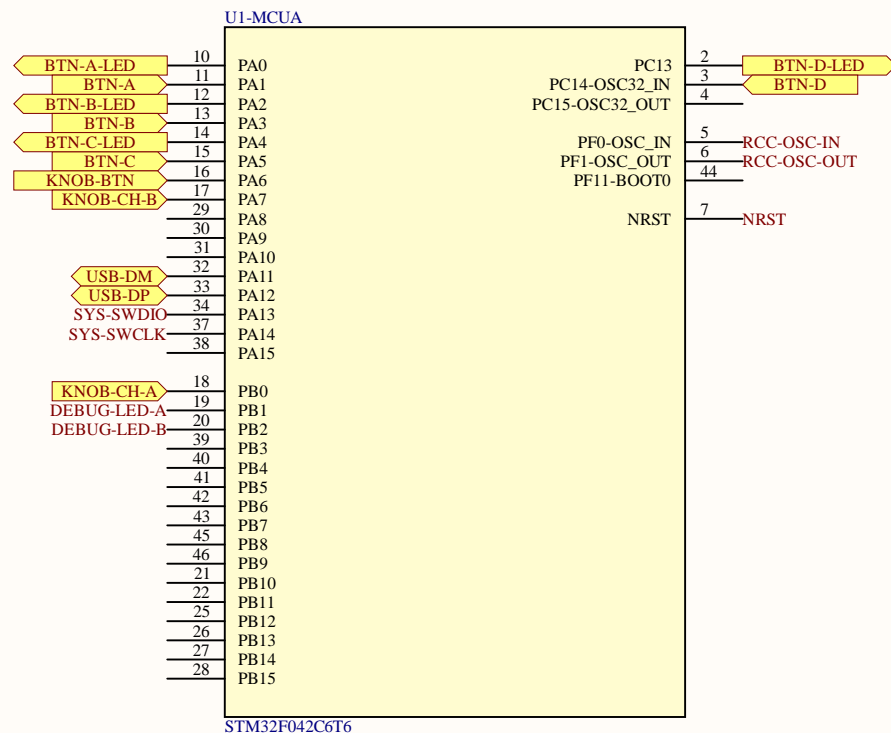 U1-MCUA
BTN-A-LED 10 PA0 PC13 2 BTN-D-LED
BTN-A 11 PA1 PC14-OSC32_IN 3 BTN-D
BTN-B-LED 12 PA2 PC15-OSC32_OUT 4
BTN-B 13 PA3
BTN-C-LED 14 PA4 PF0-OSC_IN 5 RCC-OSC-IN
BTN-C 15 PA5 PF1-OSC_OUT 6 RCC-OSC-OUT
KNOB-BTN 16 PA6 PF11-BOOT0 44
KNOB-CH-B 17 PA7
29 PA8 NRST 7 NRST
30 PA9
31 PA10
USB-DM 32 PA11
USB-DP 33 PA12
SYS-SWDIO 34 PA13
SYS-SWCLK 37 PA14
38 PA15
KNOB-CH-A 18 PB0
DEBUG-LED-A 19 PB1
DEBUG-LED-B 20 PB2
39 PB3
40 PB4
41 PB5
42 PB6
43 PB7
45 PB8
46 PB9
21 PB10
22 PB11
25 PB12
26 PB13
27 PB14
28 PB15
STM32F042C6T6